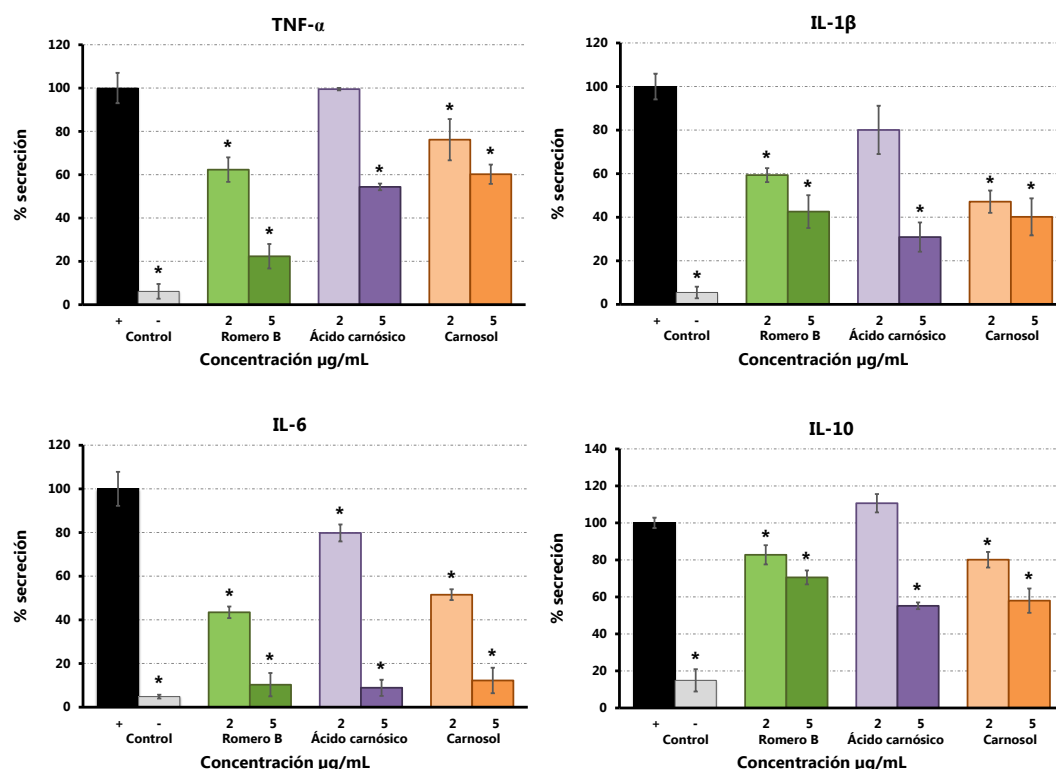 TNF-α
% secreción
120
100
80
60
40
20
0
* * * * * *
+ - 2 5 2 5 2 5
Control Romero B Ácido carnósico Carnosol
Concentración µg/mL
IL-1β
% secreción
120
100
80
60
40
20
0
* * * * * *
+ - 2 5 2 5 2 5
Control Romero B Ácido carnósico Carnosol
Concentración µg/mL
IL-6
% secreción
120
100
80
60
40
20
0
* * * * * * *
+ - 2 5 2 5 2 5
Control Romero B Ácido carnósico Carnosol
Concentración µg/mL
IL-10
% secreción
140
120
100
80
60
40
20
0
* * * * * *
+ - 2 5 2 5 2 5
Control Romero B Ácido carnósico Carnosol
Concentración µg/mL